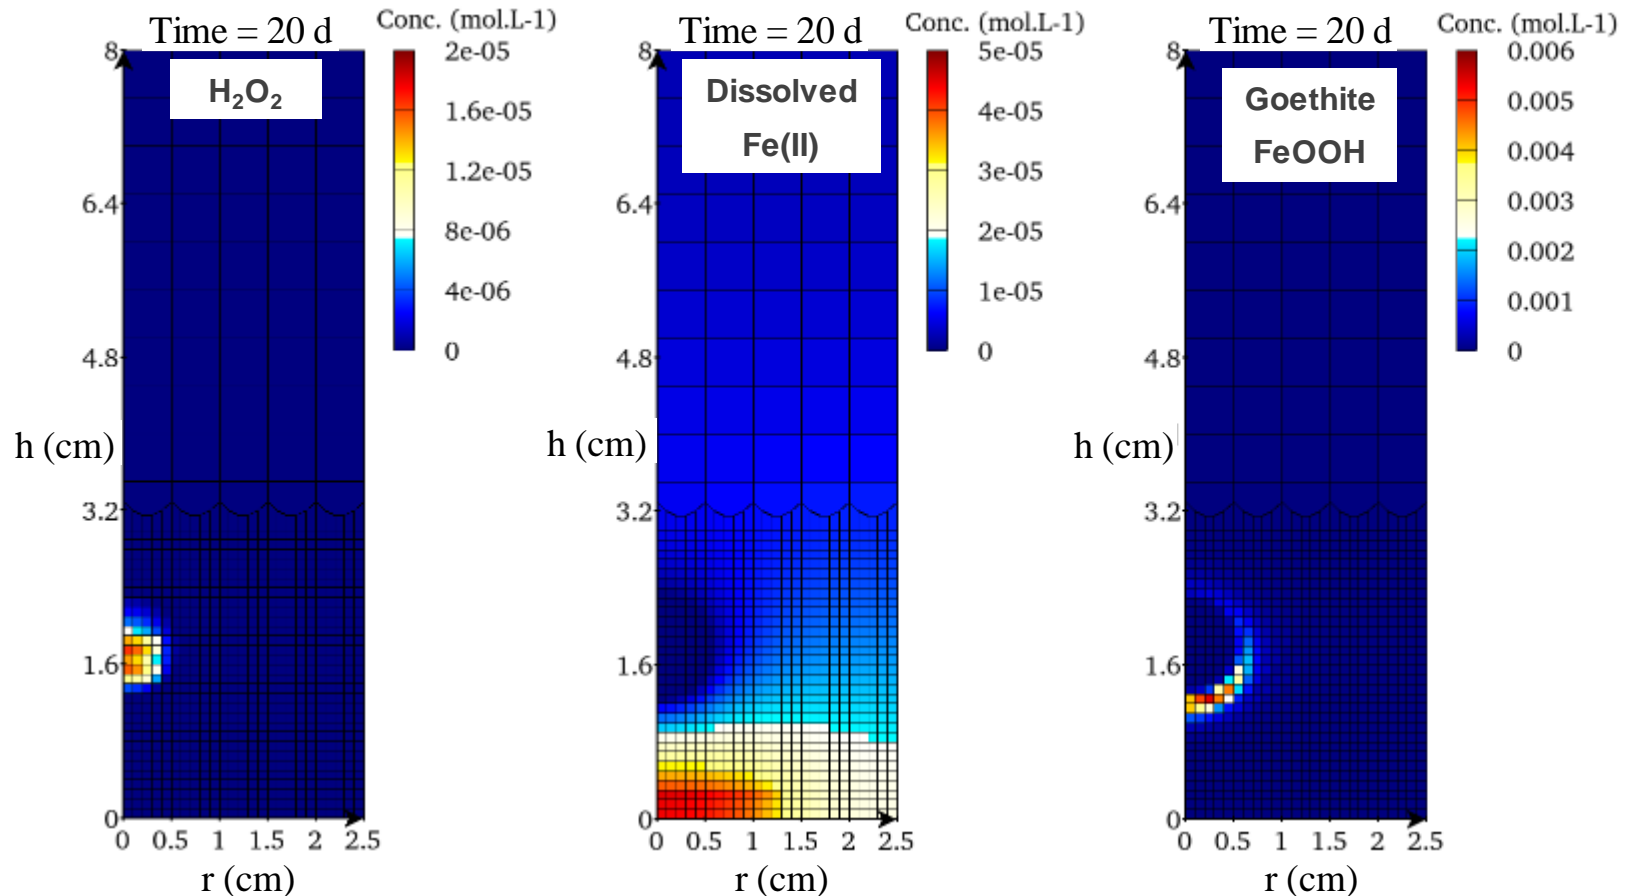 Time = 20 d
Conc. (mol.L-1)
H₂O₂
8
6.4
4.8
3.2
1.6
0
h (cm)
0 0.5 1 1.5 2 2.5
r (cm)
2e-05
1.6e-05
1.2e-05
8e-06
4e-06
0
Time = 20 d
Conc. (mol.L-1)
Dissolved
Fe(II)
8
6.4
4.8
3.2
1.6
0
h (cm)
0 0.5 1 1.5 2 2.5
r (cm)
5e-05
4e-05
3e-05
2e-05
1e-05
0
Time = 20 d
Conc. (mol.L-1)
Goethite
FeOOH
8
6.4
4.8
3.2
1.6
0
h (cm)
0 0.5 1 1.5 2 2.5
r (cm)
0.006
0.005
0.004
0.003
0.002
0.001
0